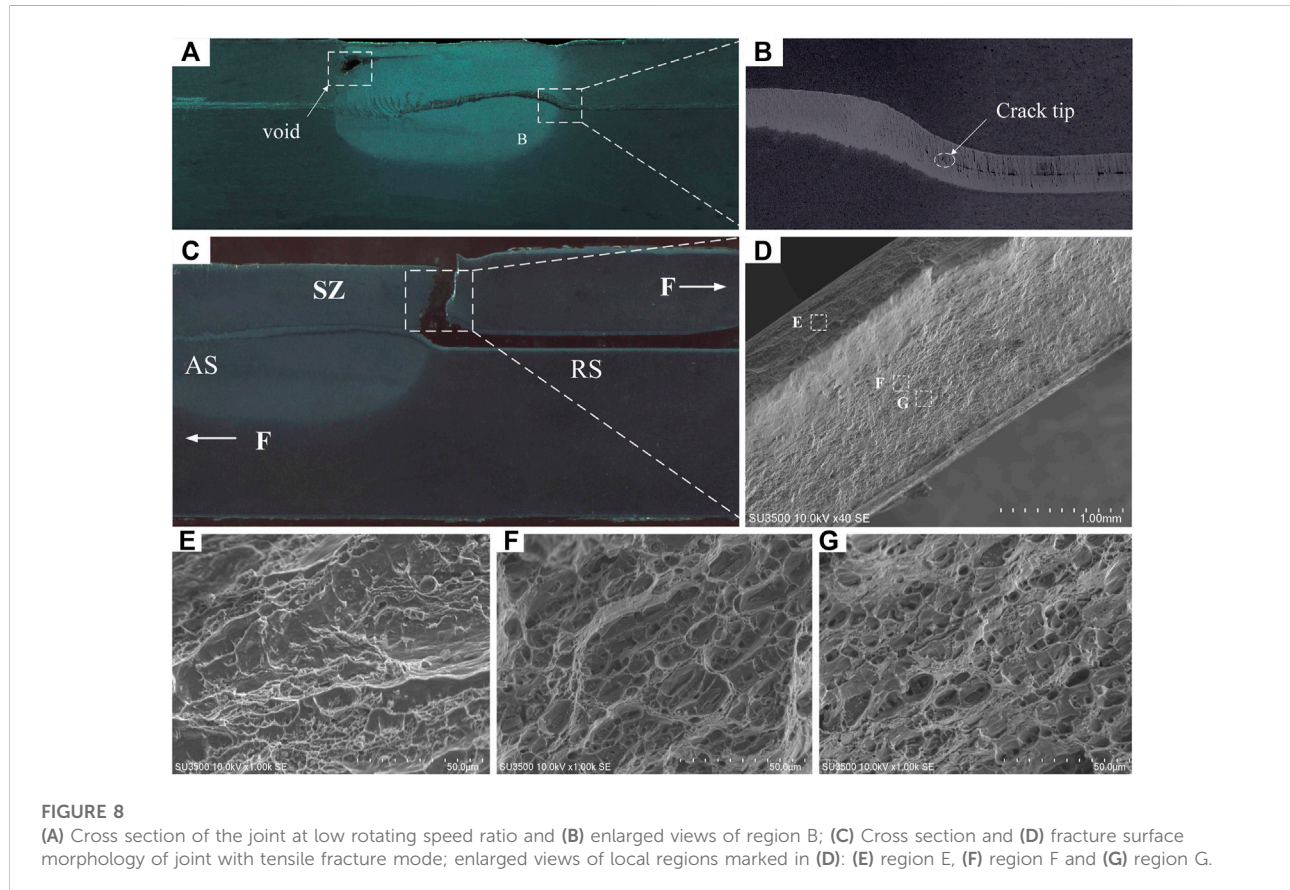 A
void
B
B
Crack tip
C
SZ
F
AS
RS
F
D
E
F
G
SU3500 10.0kV x40 SE
1.00mm
E
SU3500 10.0kV x1.00k SE
50.0µm
F
SU3500 10.0kV x1.00k SE
50.0µm
G
SU3500 10.0kV x1.00k SE
50.0µm
FIGURE 8
(A) Cross section of the joint at low rotating speed ratio and (B) enlarged views of region B; (C) Cross section and (D) fracture surface
morphology of joint with tensile fracture mode; enlarged views of local regions marked in (D): (E) region E, (F) region F and (G) region G.